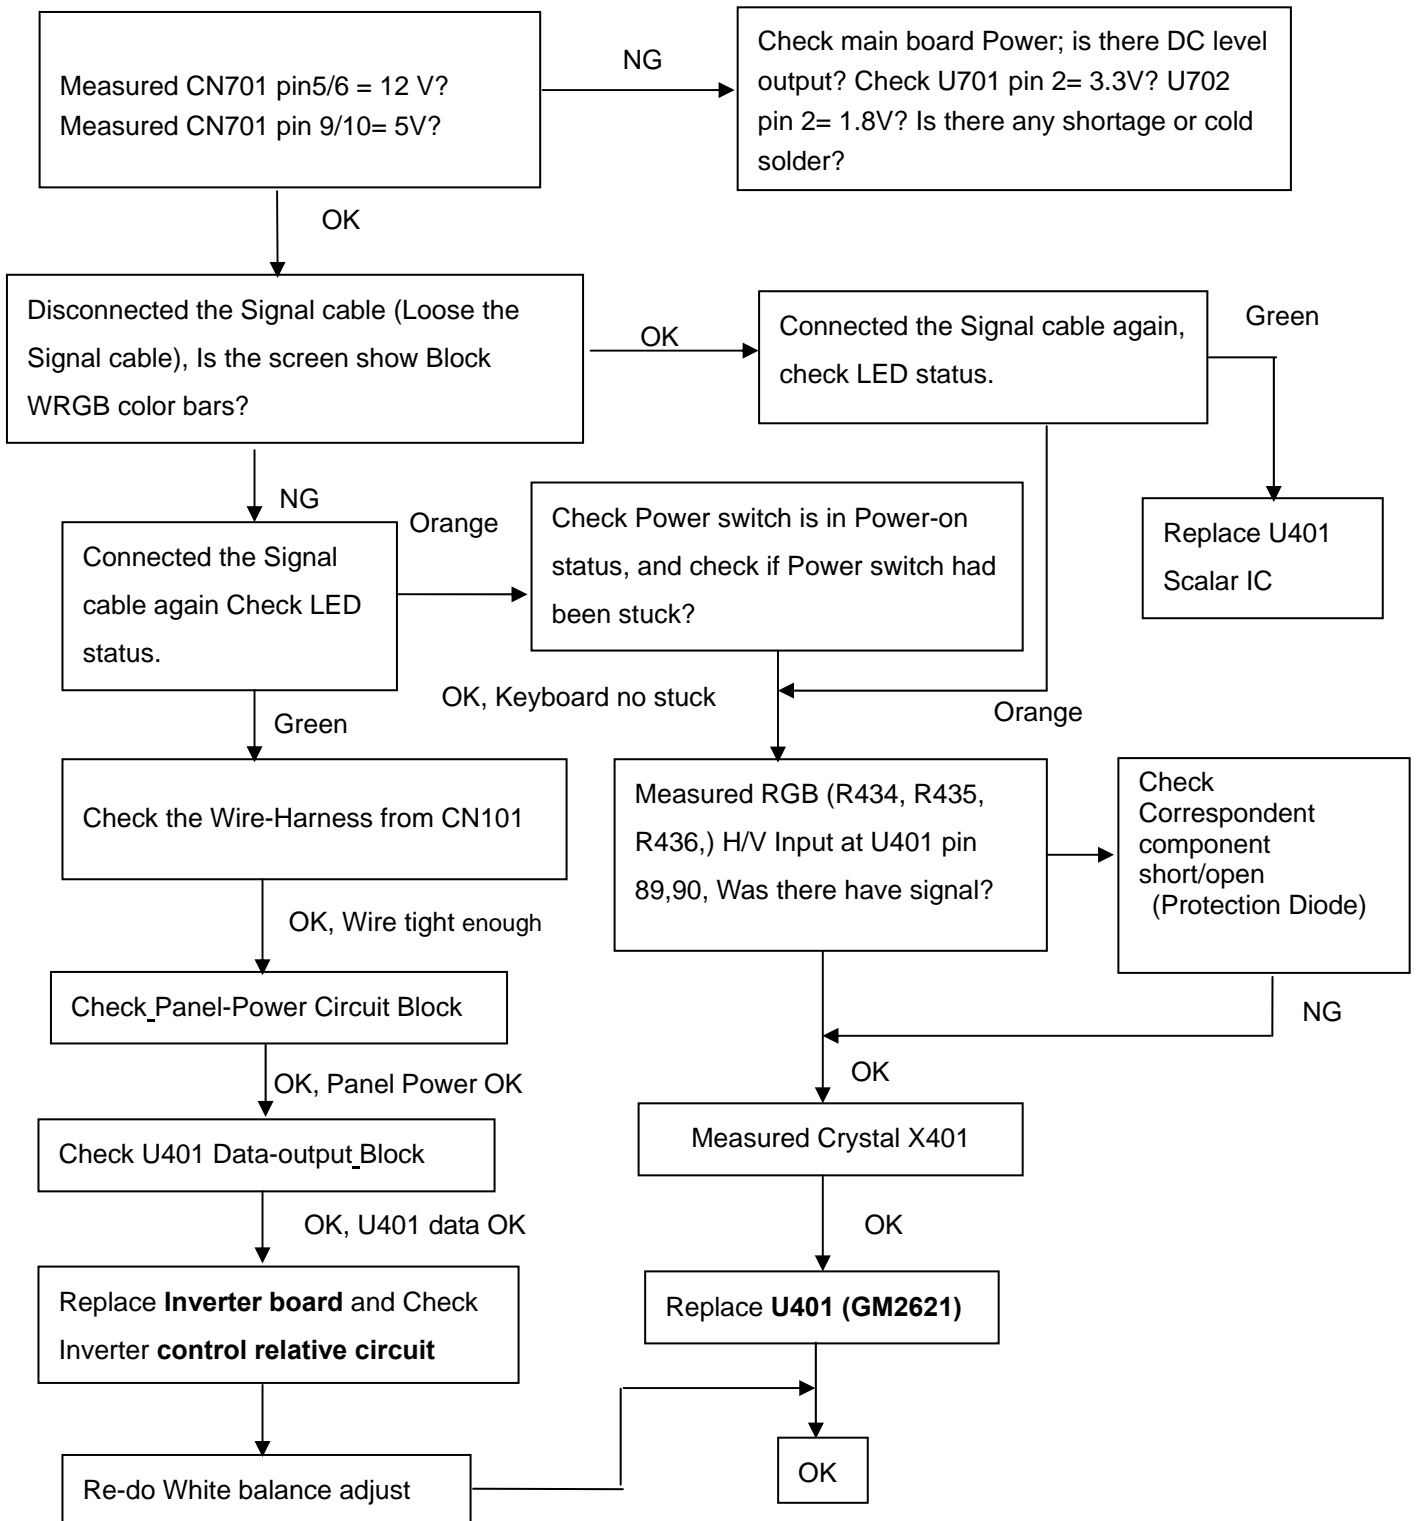 Measured CN701 pin5/6 = 12 V?
Measured CN701 pin 9/10= 5V?
NG
Check main board Power; is there DC level
output? Check U701 pin 2= 3.3V? U702
pin 2= 1.8V? Is there any shortage or cold
solder?
OK
Disconnected the Signal cable (Loose the
Signal cable), Is the screen show Block
WRGB color bars?
OK
Connected the Signal cable again,
check LED status.
Green
Replace U401
Scalar IC
NG
Connected the Signal
cable again Check LED
status.
Orange
Check Power switch is in Power-on
status, and check if Power switch had
been stuck?
OK, Keyboard no stuck
Orange
Green
Check the Wire-Harness from CN101
Measured RGB (R434, R435,
R436,) H/V Input at U401 pin
89,90, Was there have signal?
Check
Correspondent
component
short/open
(Protection Diode)
OK, Wire tight enough
NG
Check Panel-Power Circuit Block
OK
OK, Panel Power OK
Measured Crystal X401
Check U401 Data-output Block
OK
OK, U401 data OK
Replace Inverter board and Check
Inverter control relative circuit
Replace U401 (GM2621)
Re-do White balance adjust
OK